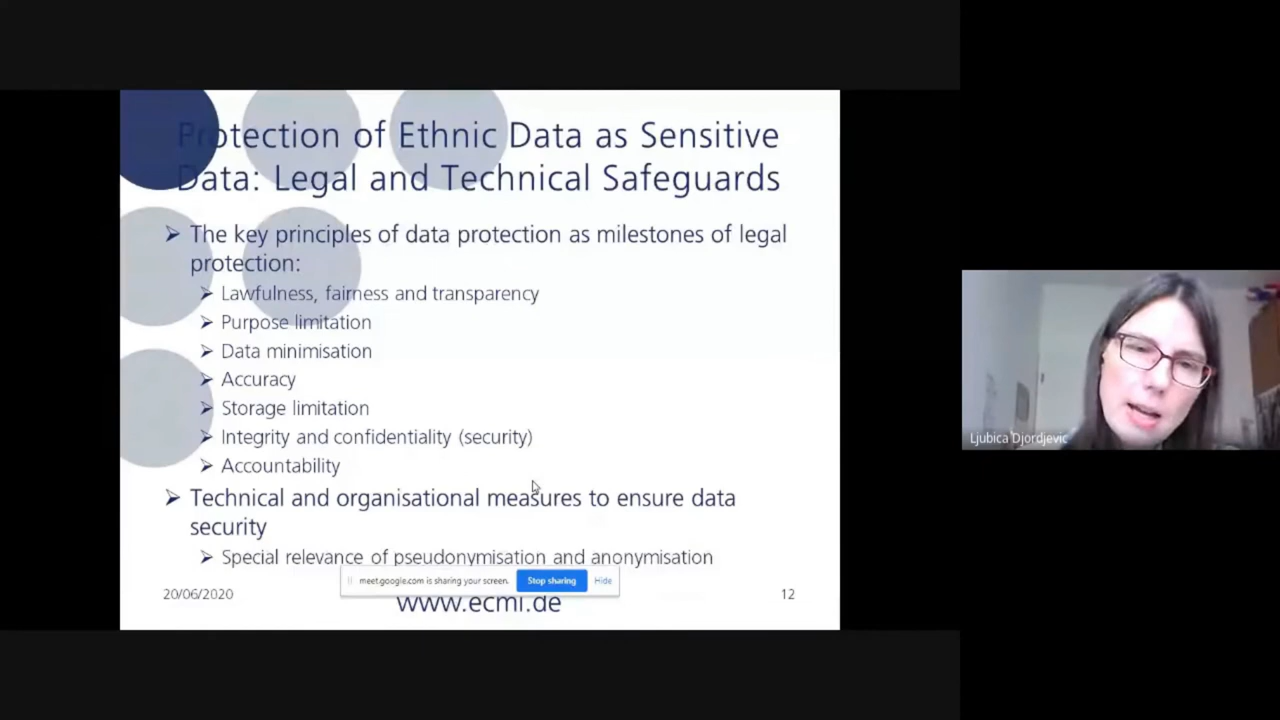 Protection of Ethnic Data as Sensitive
Data: Legal and Technical Safeguards
The key principles of data protection as milestones of legal
protection:
Lawfulness, fairness and transparency
Purpose limitation
Data minimisation
Accuracy
Storage limitation
Integrity and confidentiality (security)
Accountability
Technical and organisational measures to ensure data
security
Special relevance of pseudonymisation and anonymisation
meet.google.com is sharing your screen.
Stop sharing
Hide
20/06/2020
www.ecmi.de
12
Ljubica Djordjevic